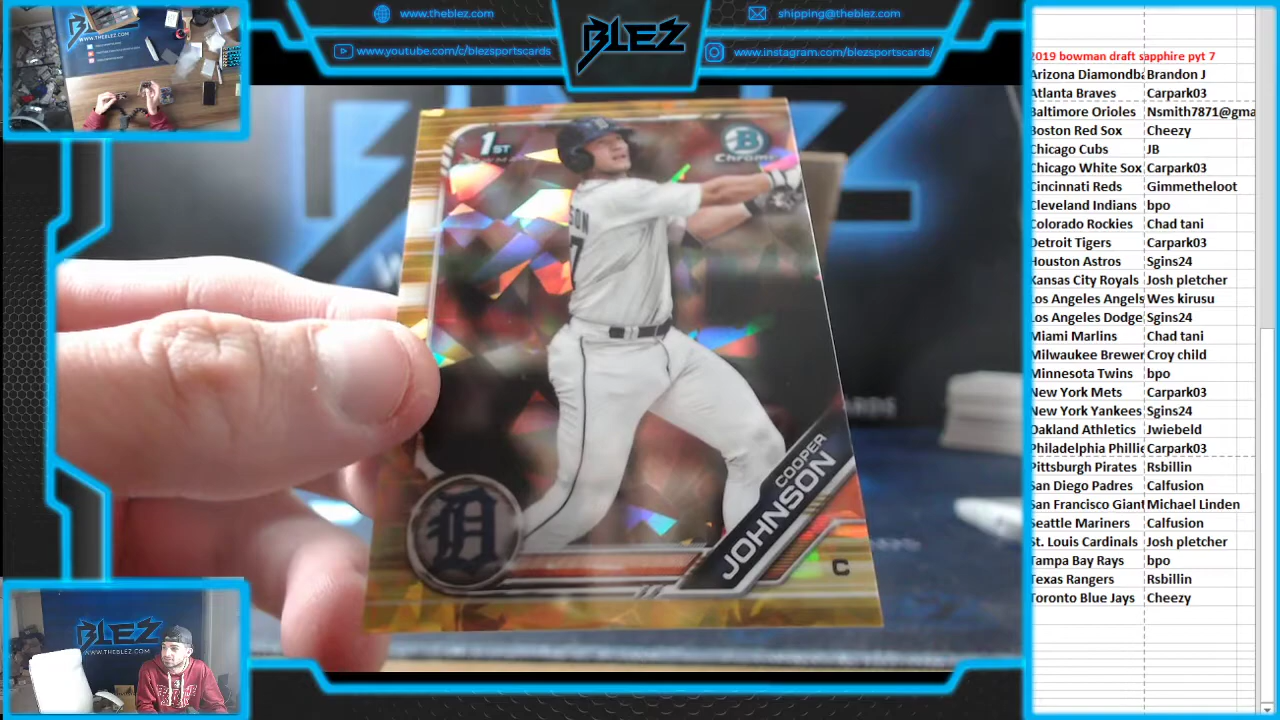 www.theblez.com
shipping@theblez.com
www.youtube.com/c/blezsportscards
www.instagram.com/blezsportscards/
BLEZ
1ST
B
Chrome
SON
7
D
COOPER
JOHNSON
C
BLEZ
WWW.THEBLEZ.COM
2019 bowman draft sapphire pyt 7
Arizona Diamondba Brandon J
Atlanta Braves Carpark03
Baltimore Orioles Nsmith7871@gma
Boston Red Sox Cheezy
Chicago Cubs JB
Chicago White Sox Carpark03
Cincinnati Reds Gimmetheloot
Cleveland Indians bpo
Colorado Rockies Chad tani
Detroit Tigers Carpark03
Houston Astros Sgins24
Kansas City Royals Josh pletcher
Los Angeles Angels Wes kirusu
Los Angeles Dodge Sgins24
Miami Marlins Chad tani
Milwaukee Brewer Croy child
Minnesota Twins bpo
New York Mets Carpark03
New York Yankees Sgins24
Oakland Athletics Jwiebeld
Philadelphia Phillie Carpark03
Pittsburgh Pirates Rsbillin
San Diego Padres Calfusion
San Francisco Giant Michael Linden
Seattle Mariners Calfusion
St. Louis Cardinals Josh pletcher
Tampa Bay Rays bpo
Texas Rangers Rsbillin
Toronto Blue Jays Cheezy